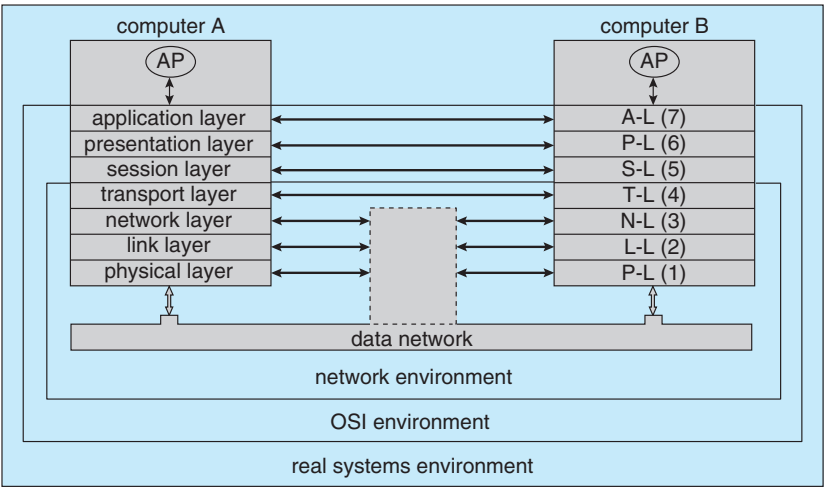 computer A
computer B
AP
AP
application layer
A-L (7)
presentation layer
P-L (6)
session layer
S-L (5)
transport layer
T-L (4)
network layer
N-L (3)
link layer
L-L (2)
physical layer
P-L (1)
data network
network environment
OSI environment
real systems environment